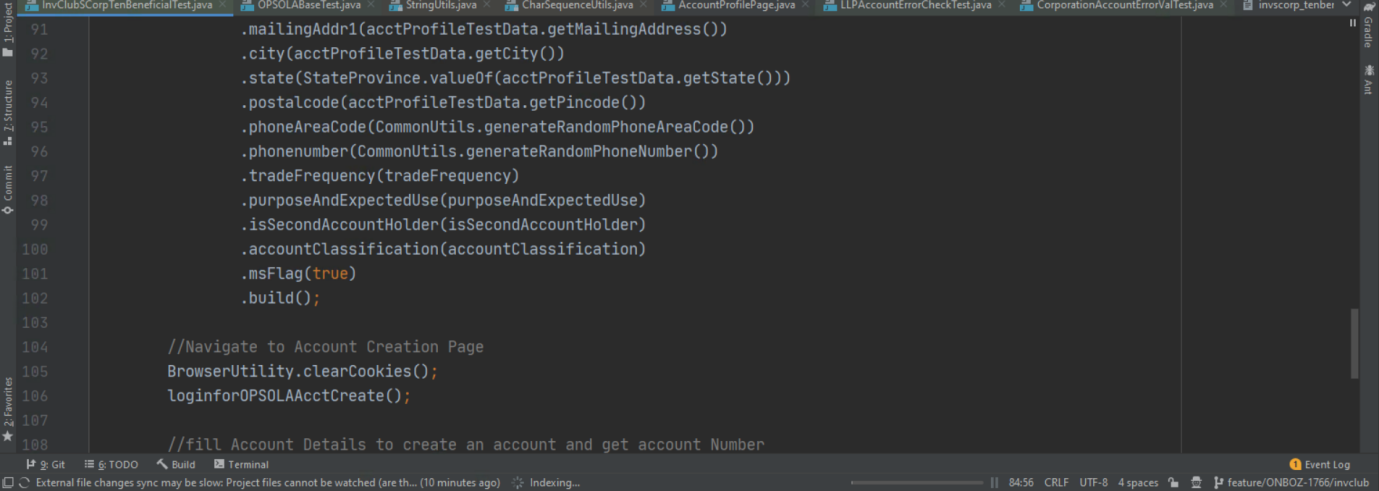 InvClubSCorpTenBeneficialTest.java OPSOLABaseTest.java StringUtils.java CharSequenceUtils.java AccountProfilePage.java LLPAccountErrorCheckTest.java CorporationAccountErrorValTest.java invscorp_tenber
1: Project
7: Structure
Commit
2: Favorites
91 .mailingAddr1(acctProfileTestData.getMailingAddress())
92 .city(acctProfileTestData.getCity())
93 .state(StateProvince.valueOf(acctProfileTestData.getState()))
94 .postalcode(acctProfileTestData.getPincode())
95 .phoneAreaCode(CommonUtils.generateRandomPhoneAreaCode())
96 .phonenumber(CommonUtils.generateRandomPhoneNumber())
97 .tradeFrequency(tradeFrequency)
98 .purposeAndExpectedUse(purposeAndExpectedUse)
99 .isSecondAccountHolder(isSecondAccountHolder)
100 .accountClassification(accountClassification)
101 .msFlag(true)
102 .build();
103
104 //Navigate to Account Creation Page
105 BrowserUtility.clearCookies();
106 loginforOPSOLAAcctCreate();
107
108 //fill Account Details to create an account and get account Number
Gradle
Ant
9: Git 6: TODO Build Terminal 1 Event Log
External file changes sync may be slow: Project files cannot be watched (are th... (10 minutes ago) Indexing... 84:56 CRLF UTF-8 4 spaces feature/ONBOZ-1766/invclub